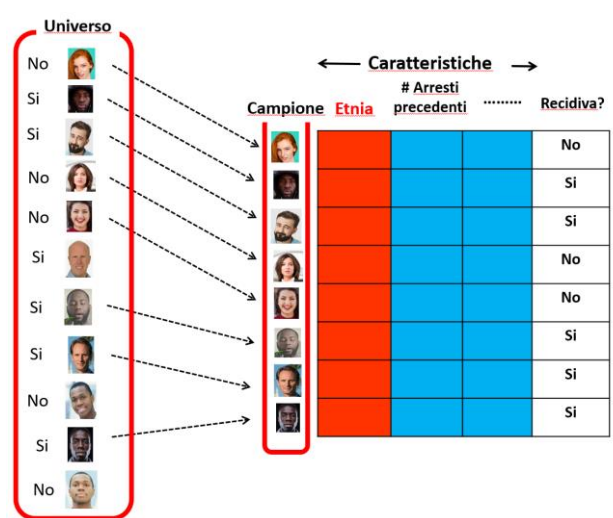 Universo
No
Si
Si
No
No
Si
Si
Si
No
Si
No
Caratteristiche
Campione
Etnia
# Arresti
precedenti
.........
Recidiva?
No
Si
Si
No
No
Si
Si
Si